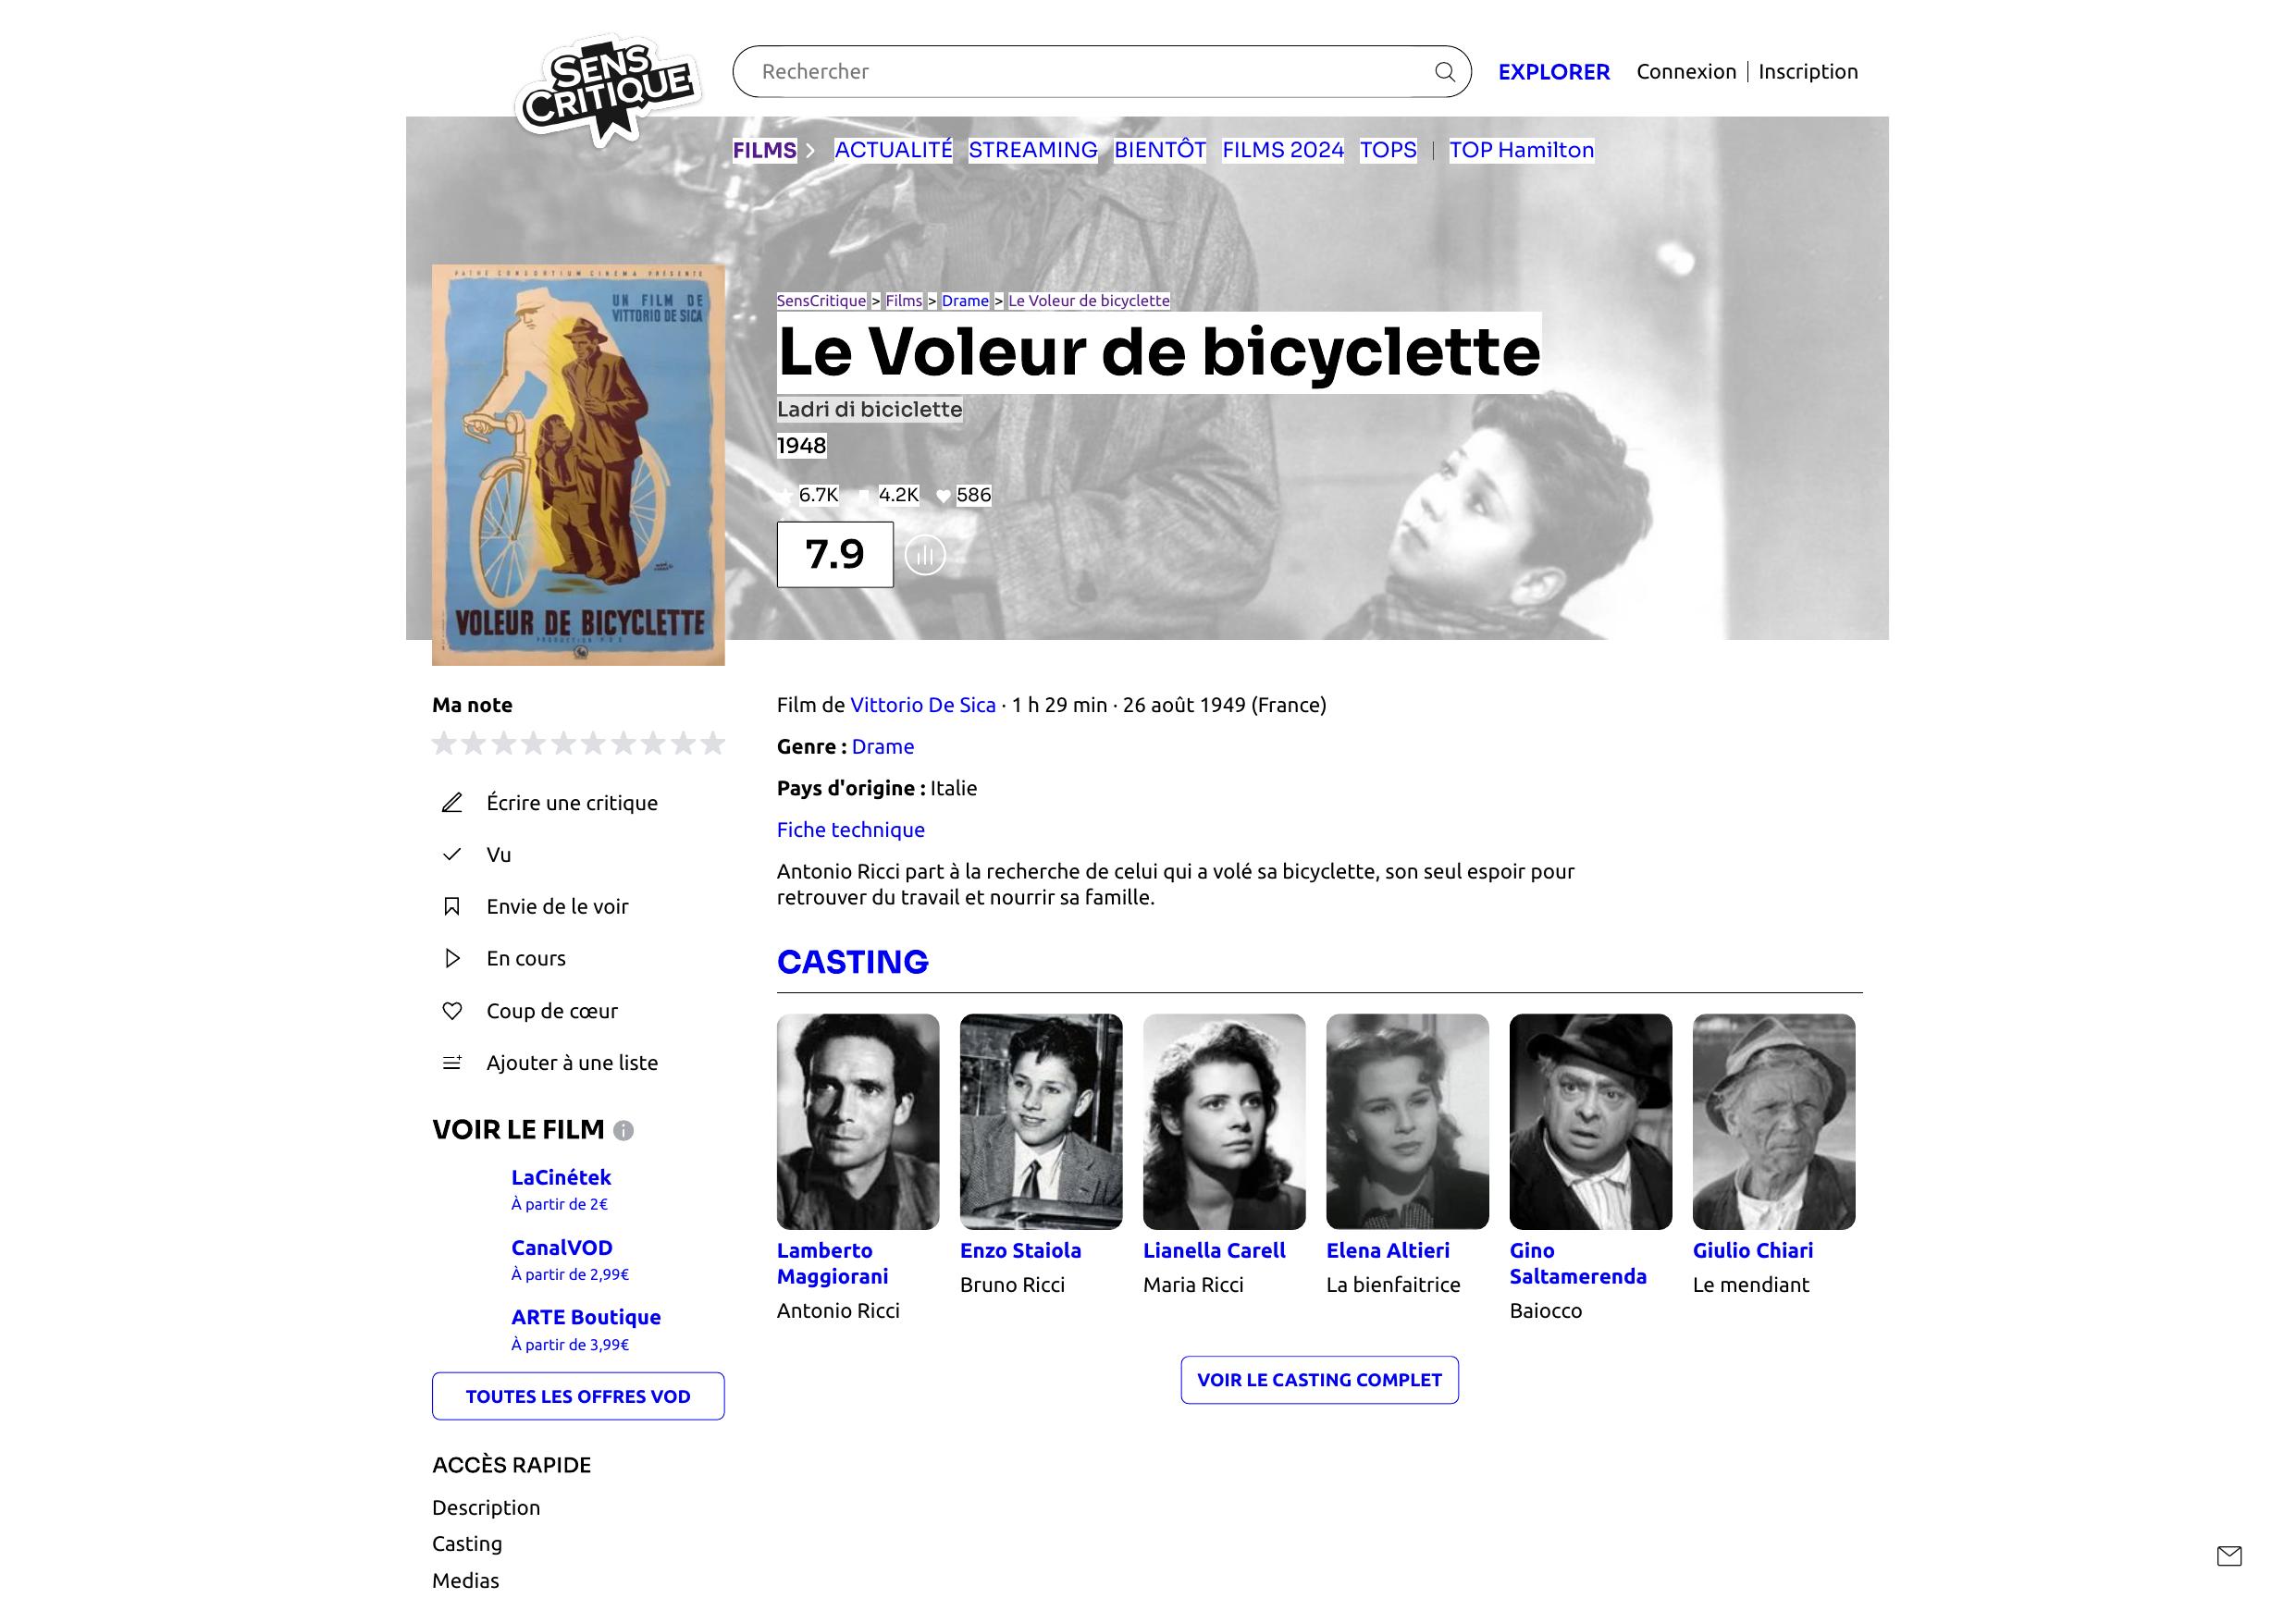 SENS
CRITIQUE
Rechercher
EXPLORER
Connexion | Inscription
FILMS
ACTUALITÉ STREAMING BIENTÔT FILMS 2024 TOPS | TOP Hamilton
PATHÉ CONSORTIUM CINÉMA PRÉSENTE
UN FILM DE
VITTORIO DE SICA
VOLEUR DE BICYCLETTE
SensCritique > Films > Drame > Le Voleur de bicyclette
Le Voleur de bicyclette
Ladri di biciclette
1948
6.7K 4.2K 586
7.9
Ma note
Écrire une critique
Vu
Envie de le voir
En cours
Coup de cœur
Ajouter à une liste
VOIR LE FILM
LaCinétek
À partir de 2€
CanalVOD
À partir de 2,99€
ARTE Boutique
À partir de 3,99€
TOUTES LES OFFRES VOD
ACCÈS RAPIDE
Description
Casting
Medias
Film de Vittorio De Sica · 1 h 29 min · 26 août 1949 (France)
Genre : Drame
Pays d'origine : Italie
Fiche technique
Antonio Ricci part à la recherche de celui qui a volé sa bicyclette, son seul espoir pour
retrouver du travail et nourrir sa famille.
CASTING
Lamberto
Maggiorani
Antonio Ricci
Enzo Staiola
Bruno Ricci
Lianella Carell
Maria Ricci
Elena Altieri
La bienfaitrice
Gino
Saltamerenda
Baiocco
Giulio Chiari
Le mendiant
VOIR LE CASTING COMPLET